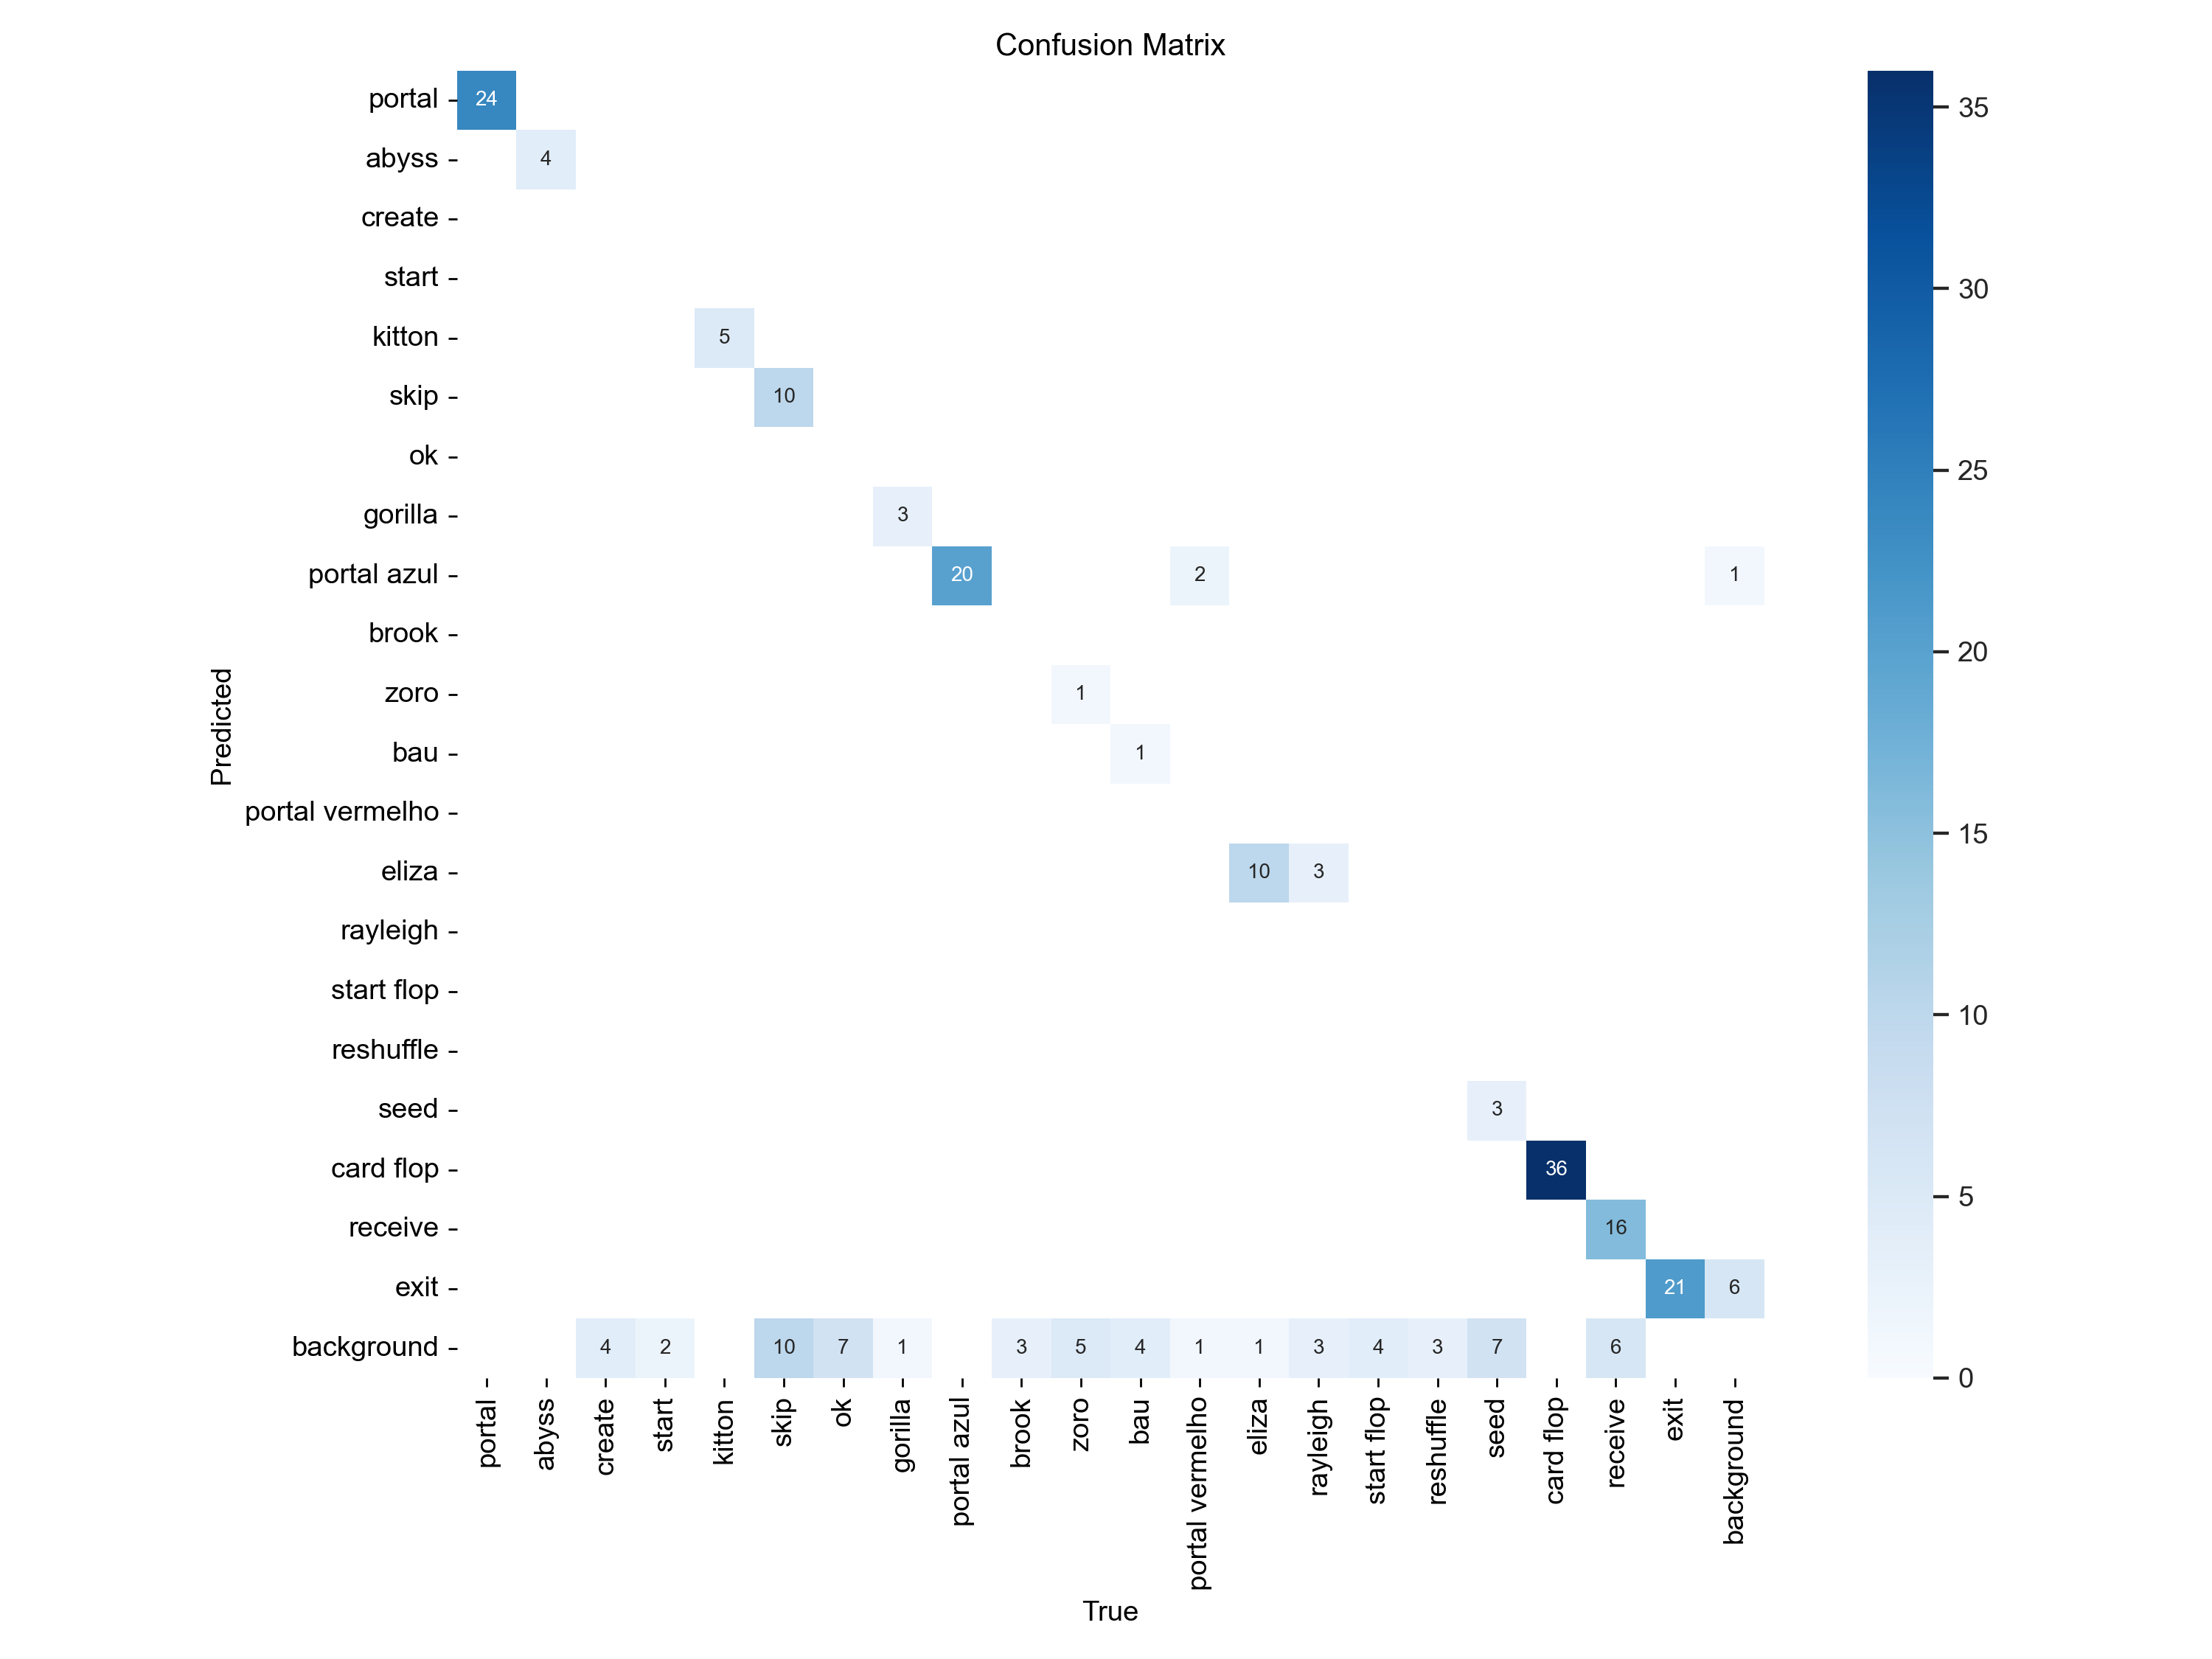 Confusion Matrix
portal 24
abyss 4
create
start
kitton 5
skip 10
ok
gorilla 3
portal azul 20 2 1
brook
zoro 1
bau 1
portal vermelho
eliza 10 3
rayleigh
start flop
reshuffle
seed 3
card flop 36
receive 16
exit 21 6
background 4 2 10 7 1 3 5 4 1 1 3 4 3 7 6
Predicted
portal
abyss
create
start
kitton
skip
ok
gorilla
portal azul
brook
zoro
bau
portal vermelho
eliza
rayleigh
start flop
reshuffle
seed
card flop
receive
exit
background
True
35
30
25
20
15
10
5
0